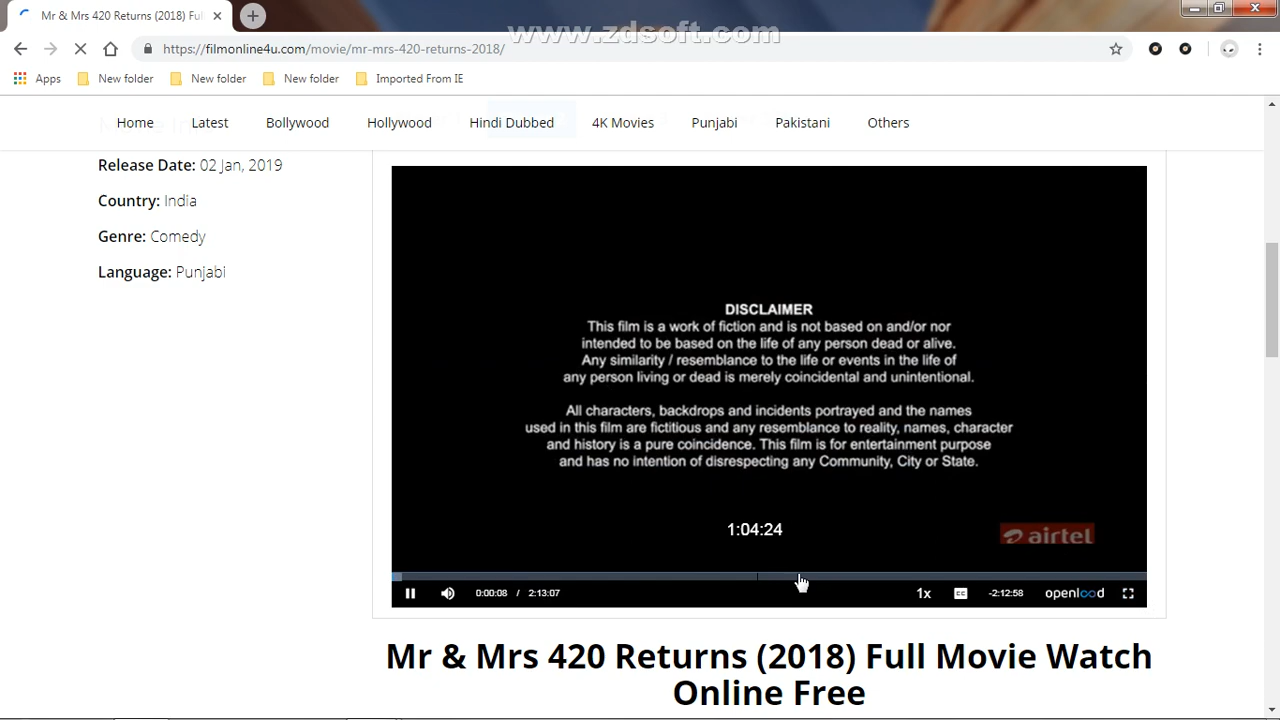 Mr & Mrs 420 Returns (2018) Full
www.zdsoft.com
https://filmonline4u.com/movie/mr-mrs-420-returns-2018/
Apps New folder New folder New folder Imported From IE
Home Latest Bollywood Hollywood Hindi Dubbed 4K Movies Punjabi Pakistani Others
Release Date: 02 Jan, 2019
Country: India
Genre: Comedy
Language: Punjabi
DISCLAIMER
This film is a work of fiction and is not based on and/or nor
intended to be based on the life of any person dead or alive.
Any similarity / resemblance to the life or events in the life of
any person living or dead is merely coincidental and unintentional.
All characters, backdrops and incidents portrayed and the names
used in this film are fictitious and any resemblance to reality, names, character
and history is a pure coincidence. This film is for entertainment purpose
and has no intention of disrespecting any Community, City or State.
1:04:24
airtel
0:00:08 / 2:13:07 1x CC -2:12:58 openload
Mr & Mrs 420 Returns (2018) Full Movie Watch
Online Free